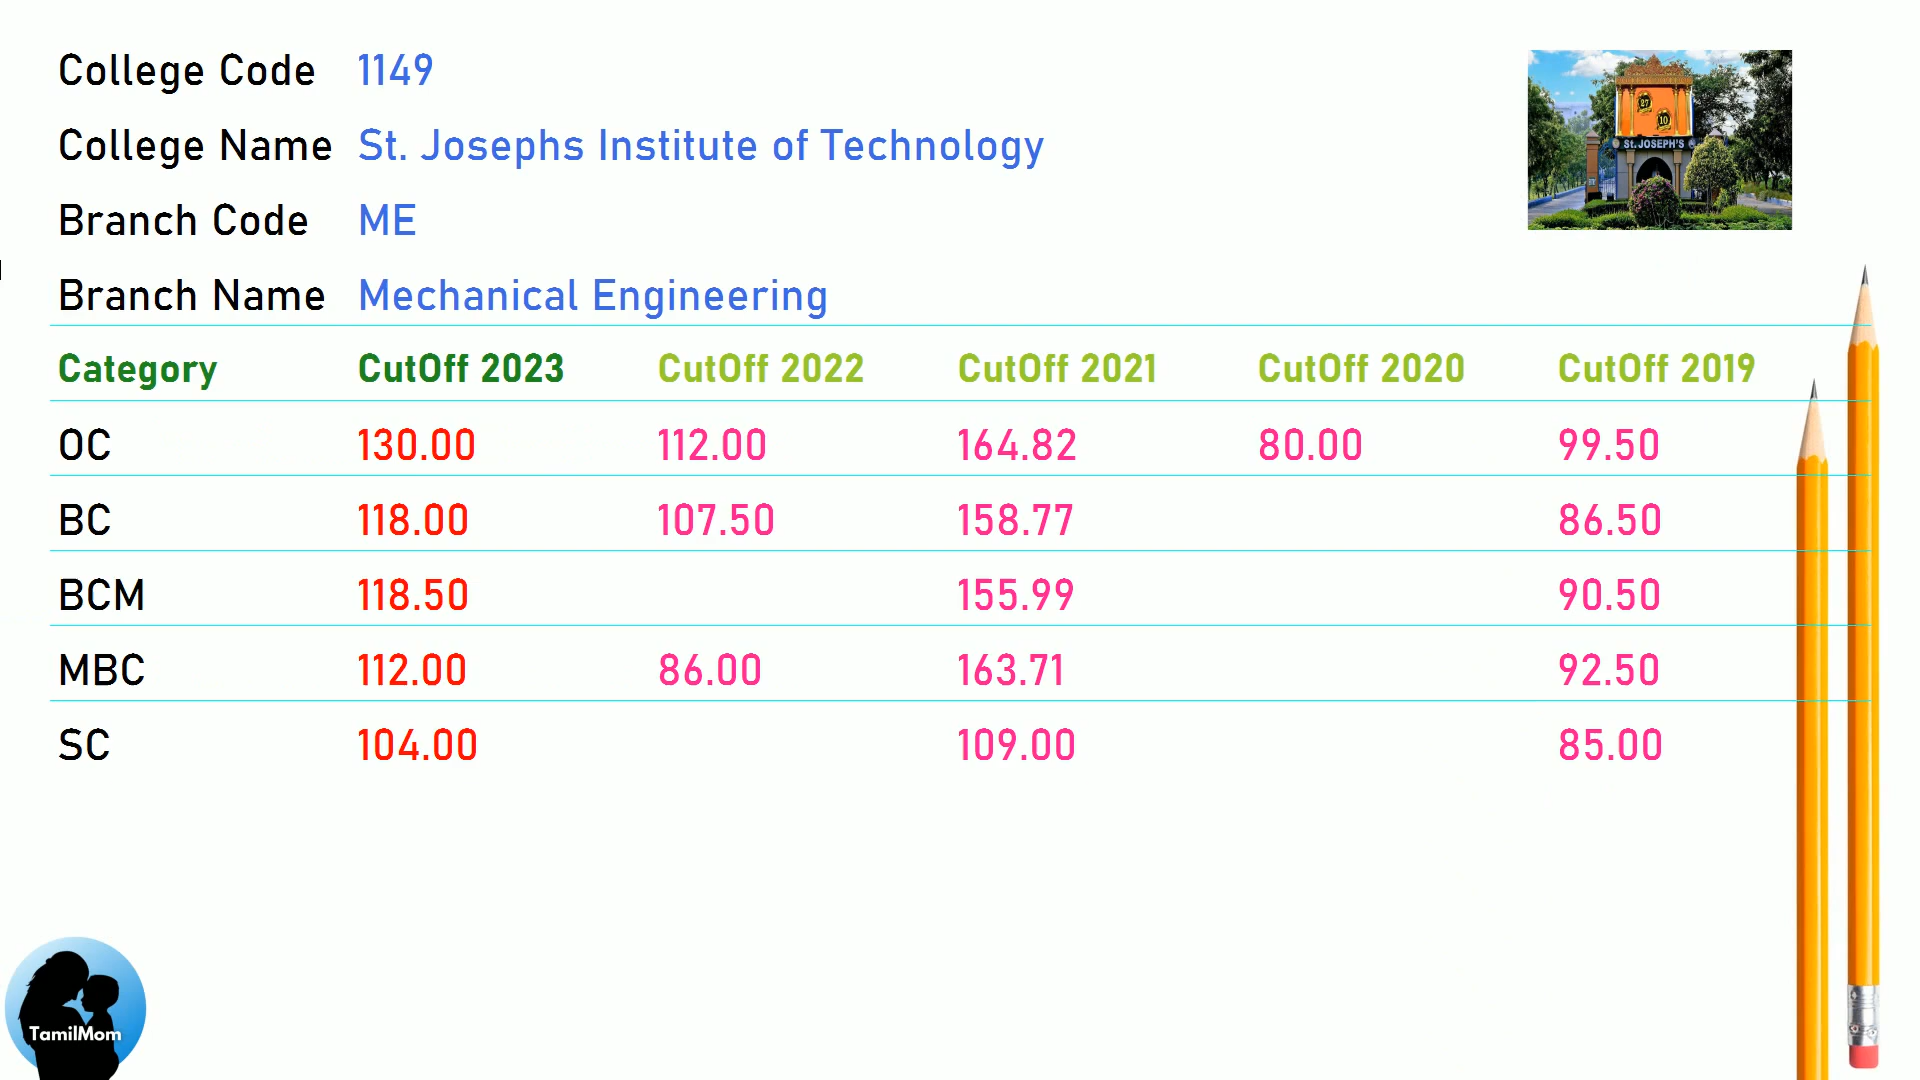 College Code 1149
College Name St. Josephs Institute of Technology
Branch Code ME
Branch Name Mechanical Engineering
Category CutOff 2023 CutOff 2022 CutOff 2021 CutOff 2020 CutOff 2019
OC 130.00 112.00 164.82 80.00 99.50
BC 118.00 107.50 158.77 86.50
BCM 118.50 155.99 90.50
MBC 112.00 86.00 163.71 92.50
SC 104.00 109.00 85.00
27
10
St. JOSEPH'S
TamilMom